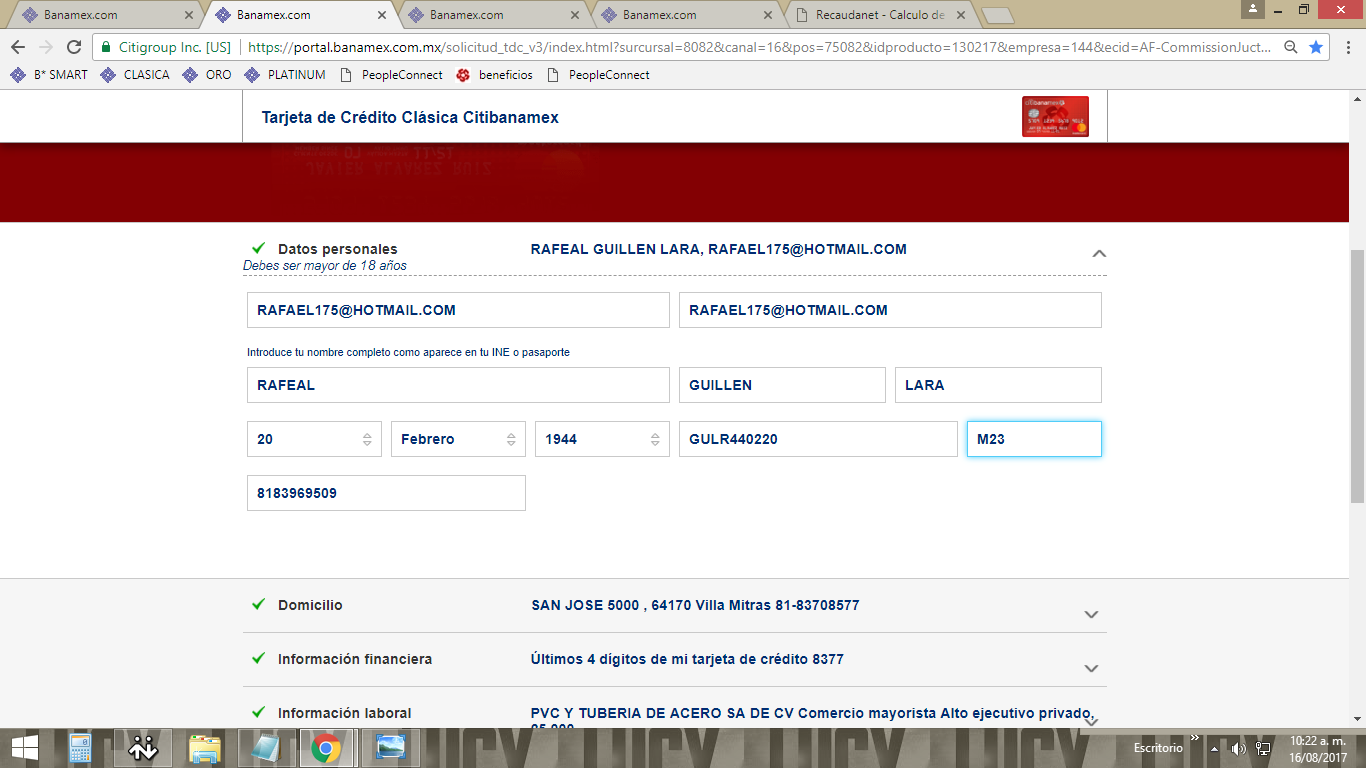 Banamex.com
Banamex.com
Banamex.com
Banamex.com
Recaudanet - Calculo de
Citigroup Inc. [US]
https://portal.banamex.com.mx/solicitud_tdc_v3/index.html?sursucal=8082&canal=16&pos=75082&idproducto=130217&empresa=144&ecid=AF-CommissionJuct...
B* SMART
CLASICA
ORO
PLATINUM
PeopleConnect
beneficios
PeopleConnect
Tarjeta de Crédito Clásica Citibanamex
Datos personales
RAFEAL GUILLEN LARA, RAFAEL175@HOTMAIL.COM
Debes ser mayor de 18 años
RAFAEL175@HOTMAIL.COM
RAFAEL175@HOTMAIL.COM
Introduce tu nombre completo como aparece en tu INE o pasaporte
RAFEAL
GUILLEN
LARA
20
Febrero
1944
GULR440220
M23
8183969509
Domicilio
SAN JOSE 5000 , 64170 Villa Mitras 81-83708577
Información financiera
Últimos 4 dígitos de mi tarjeta de crédito 8377
Información laboral
PVC Y TUBERIA DE ACERO SA DE CV Comercio mayorista Alto ejecutivo privado,
Escritorio
10:22 a. m.
16/08/2017